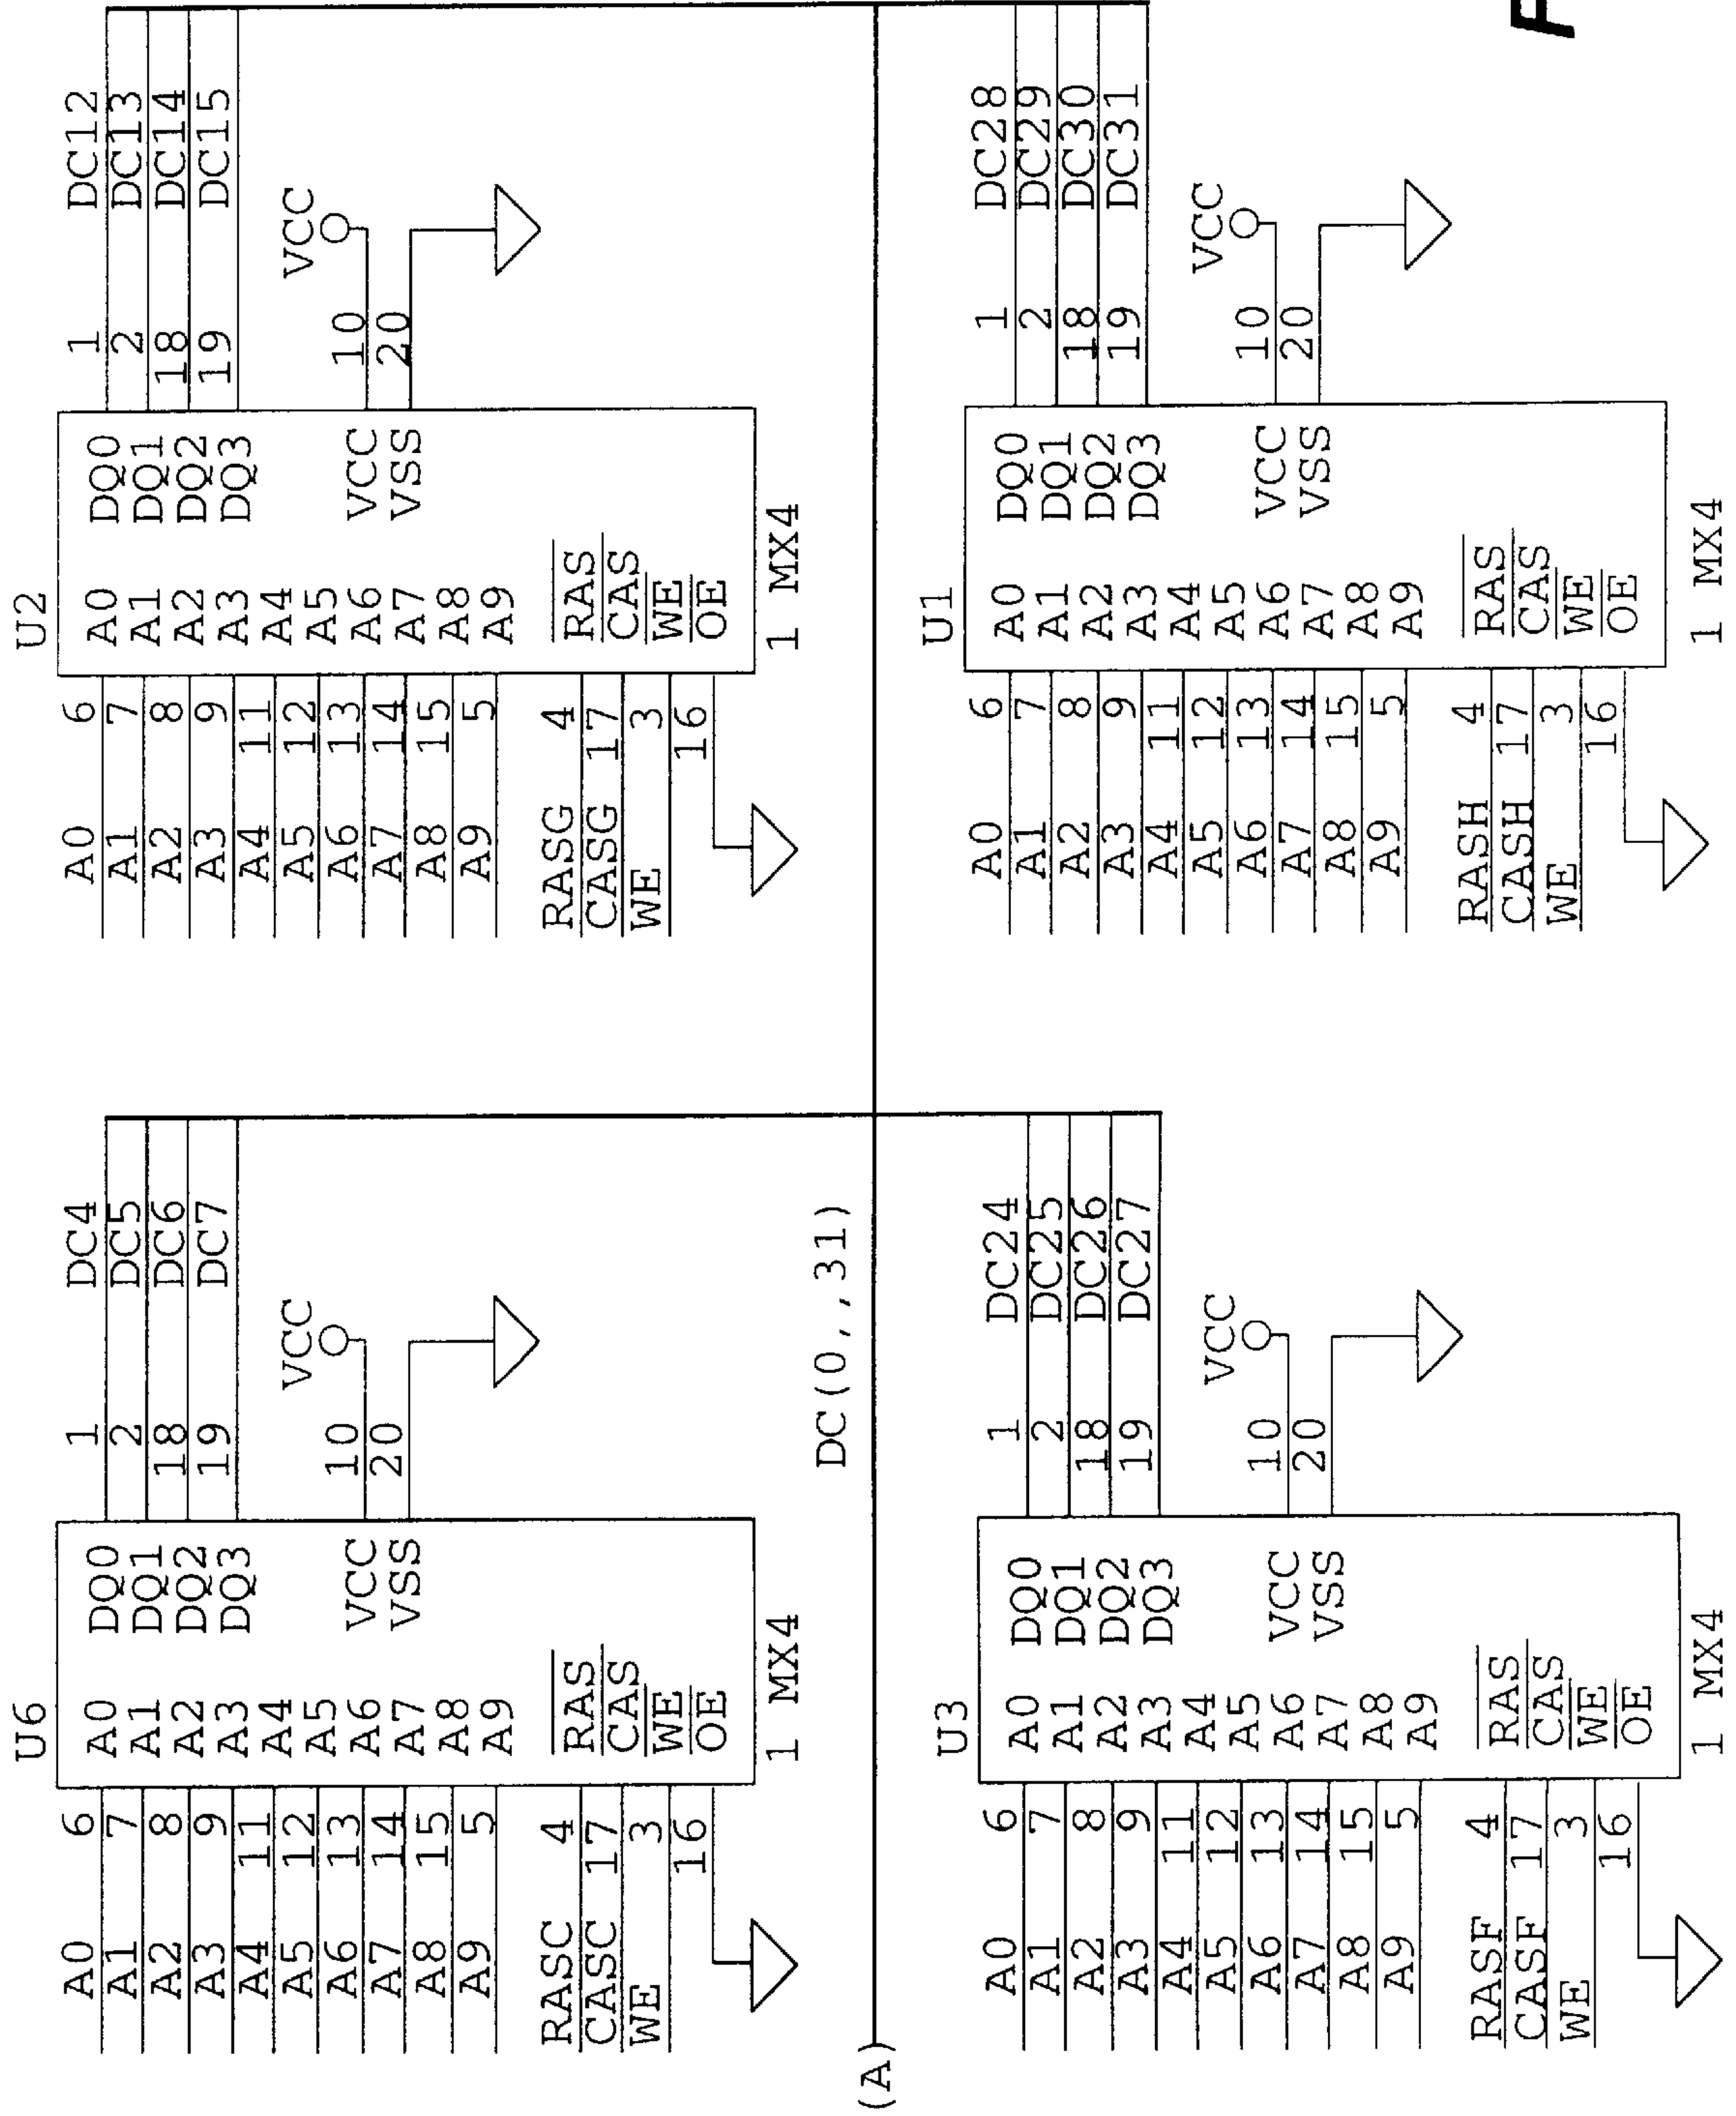 U6
A0 6 A0 DQ0 1 DC4
A1 7 A1 DQ1 2 DC5
A2 8 A2 DQ2 18 DC6
A3 9 A3 DQ3 19 DC7
A4 11 A4
A5 12 A5 VCC
A6 13 A6 VCC 10
A7 14 A7 VSS 20
A8 15 A8
A9 5 A9
RASC 4 RAS
CASC 17 CAS
WE 3 WE
16 OE
1 MX4
U2
A0 6 A0 DQ0 1 DC12
A1 7 A1 DQ1 2 DC13
A2 8 A2 DQ2 18 DC14
A3 9 A3 DQ3 19 DC15
A4 11 A4
A5 12 A5 VCC
A6 13 A6 VCC 10
A7 14 A7 VSS 20
A8 15 A8
A9 5 A9
RASG 4 RAS
CASG 17 CAS
WE 3 WE
16 OE
1 MX4
(A) DC(0,,31)
U3
A0 6 A0 DQ0 1 DC24
A1 7 A1 DQ1 2 DC25
A2 8 A2 DQ2 18 DC26
A3 9 A3 DQ3 19 DC27
A4 11 A4
A5 12 A5 VCC
A6 13 A6 VCC 10
A7 14 A7 VSS 20
A8 15 A8
A9 5 A9
RASF 4 RAS
CASF 17 CAS
WE 3 WE
16 OE
1 MX4
U1
A0 6 A0 DQ0 1 DC28
A1 7 A1 DQ1 2 DC29
A2 8 A2 DQ2 18 DC30
A3 9 A3 DQ3 19 DC31
A4 11 A4
A5 12 A5 VCC
A6 13 A6 VCC 10
A7 14 A7 VSS 20
A8 15 A8
A9 5 A9
RASH 4 RAS
CASH 17 CAS
WE 3 WE
16 OE
1 MX4